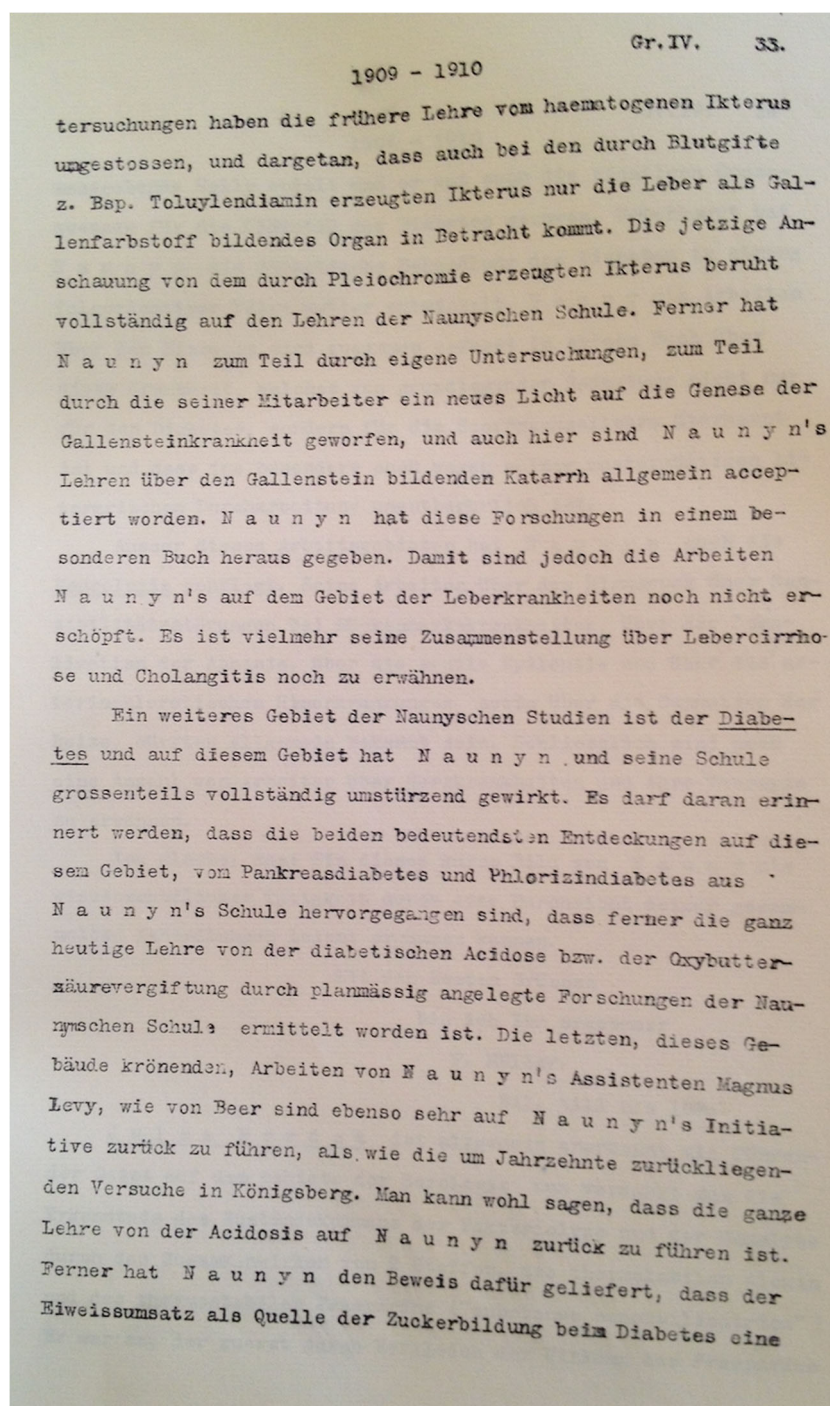 Gr.IV. 33.
1909 - 1910
tersuchungen haben die frühere Lehre vom haematogenen Ikterus
umgestossen, und dargetan, dass auch bei den durch Blutgifte
z. Bsp. Toluylendiamin erzeugten Ikterus nur die Leber als Gal-
lenfarbstoff bildendes Organ in Betracht kommt. Die jetzige An-
schauung von dem durch Pleiochromie erzeugten Ikterus beruht
vollständig auf den Lehren der Naunyschen Schule. Ferner hat
N a u n y n zum Teil durch eigene Untersuchungen, zum Teil
durch die seiner Mitarbeiter ein neues Licht auf die Genese der
Gallensteinkrankheit geworfen, und auch hier sind N a u n y n's
Lehren über den Gallenstein bildenden Katarrh allgemein accep-
tiert worden. N a u n y n hat diese Forschungen in einem be-
sonderen Buch heraus gegeben. Damit sind jedoch die Arbeiten
N a u n y n's auf dem Gebiet der Leberkrankheiten noch nicht er-
schöpft. Es ist vielmehr seine Zusammenstellung über Lebercirrho-
se und Cholangitis noch zu erwähnen.
Ein weiteres Gebiet der Naunyschen Studien ist der Diabe-
tes und auf diesem Gebiet hat N a u n y n und seine Schule
grossenteils vollständig umstürzend gewirkt. Es darf daran erin-
nert werden, dass die beiden bedeutendsten Entdeckungen auf die-
sem Gebiet, vom Pankreasdiabetes und Phlorizindiabetes aus
N a u n y n's Schule hervorgegangen sind, dass ferner die ganz
heutige Lehre von der diabetischen Acidose bzw. der Oxybutter-
säurevergiftung durch planmässig angelegte Forschungen der Nau-
nynschen Schule ermittelt worden ist. Die letzten, dieses Ge-
bäude krönenden, Arbeiten von N a u n y n's Assistenten Magnus
Levy, wie von Beer sind ebenso sehr auf N a u n y n's Initia-
tive zurück zu führen, als wie die um Jahrzehnte zurückliegen-
den Versuche in Königsberg. Man kann wohl sagen, dass die ganze
Lehre von der Acidosis auf N a u n y n zurück zu führen ist.
Ferner hat N a u n y n den Beweis dafür geliefert, dass der
Eiweissumsatz als Quelle der Zuckerbildung beim Diabetes eine